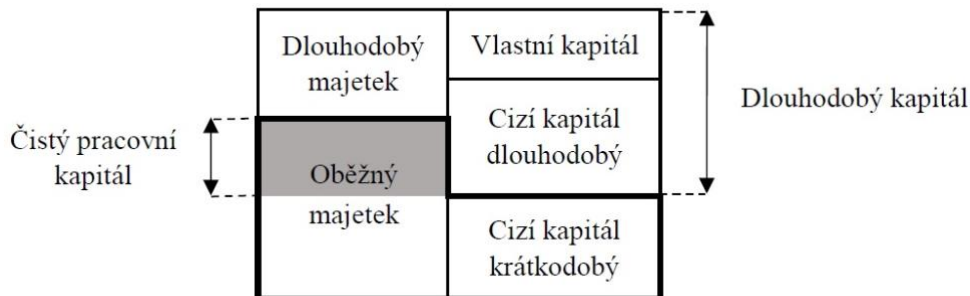 Dlouhodobý
majetek
Vlastní kapitál
Dlouhodobý kapitál
Čistý pracovní
kapitál
Cizí kapitál
dlouhodobý
Oběžný
majetek
Cizí kapitál
krátkodobý